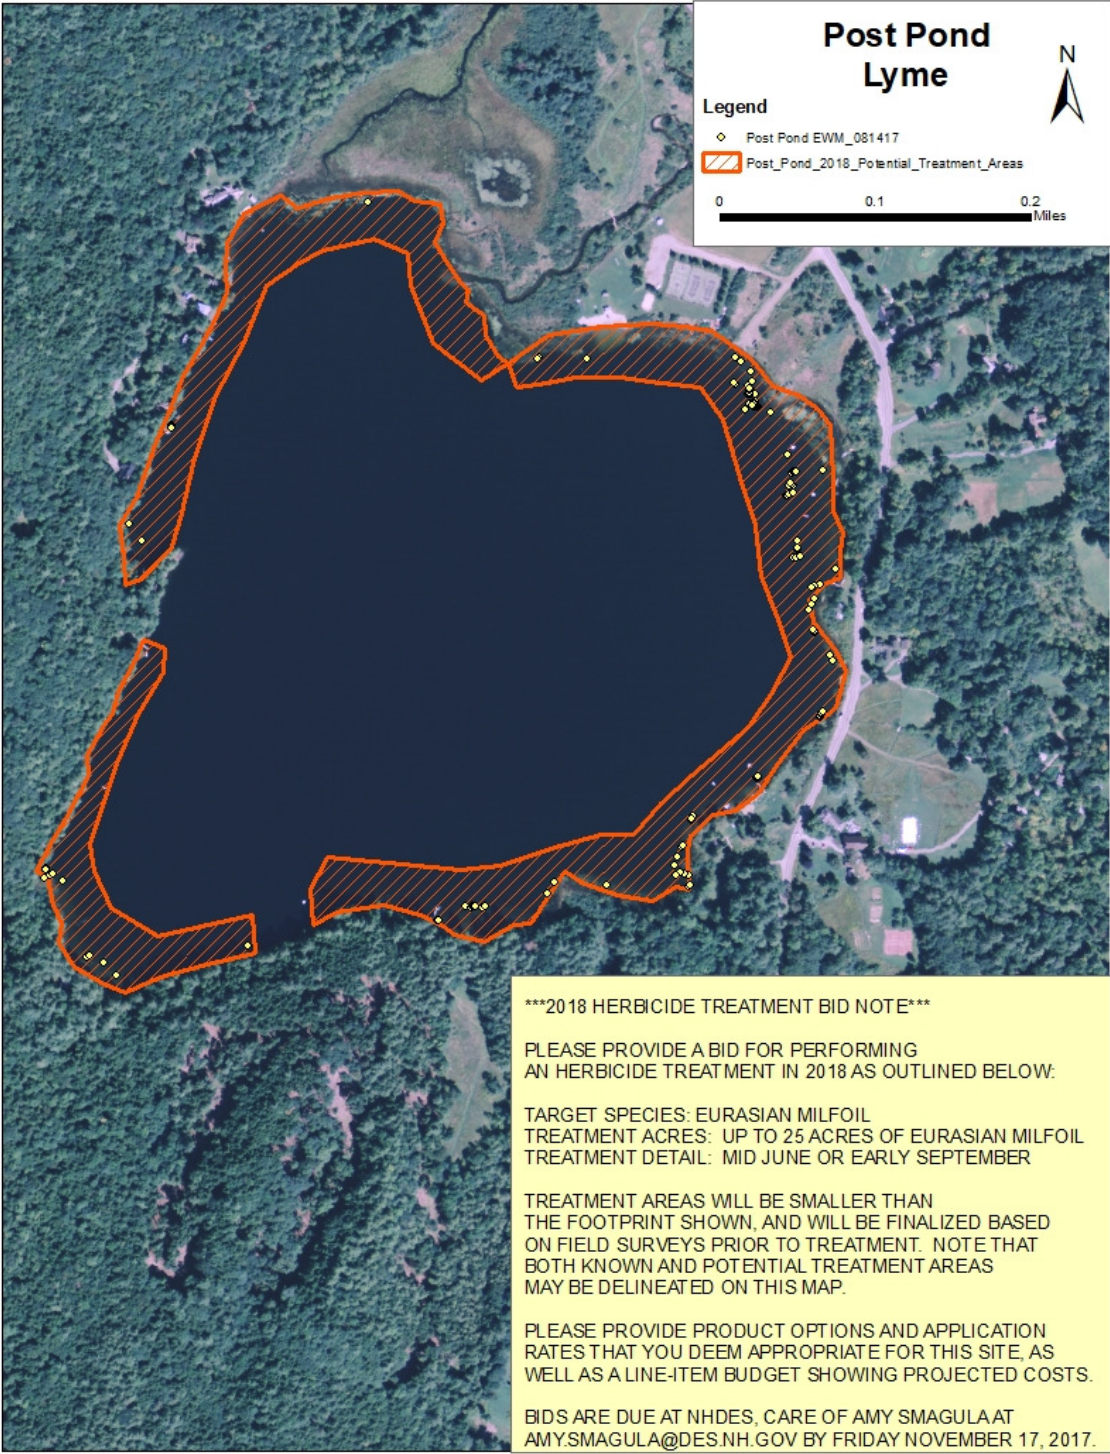 Post Pond
Lyme
N
Legend
Post Pond EWM_081417
Post_Pond_2018_Potential_Treatment_Areas
0 0.1 0.2
Miles
***2018 HERBICIDE TREATMENT BID NOTE***
PLEASE PROVIDE A BID FOR PERFORMING
AN HERBICIDE TREATMENT IN 2018 AS OUTLINED BELOW:
TARGET SPECIES: EURASIAN MILFOIL
TREATMENT ACRES: UP TO 25 ACRES OF EURASIAN MILFOIL
TREATMENT DETAIL: MID JUNE OR EARLY SEPTEMBER
TREATMENT AREAS WILL BE SMALLER THAN
THE FOOTPRINT SHOWN, AND WILL BE FINALIZED BASED
ON FIELD SURVEYS PRIOR TO TREATMENT. NOTE THAT
BOTH KNOWN AND POTENTIAL TREATMENT AREAS
MAY BE DELINEATED ON THIS MAP.
PLEASE PROVIDE PRODUCT OPTIONS AND APPLICATION
RATES THAT YOU DEEM APPROPRIATE FOR THIS SITE, AS
WELL AS A LINE-ITEM BUDGET SHOWING PROJECTED COSTS.
BIDS ARE DUE AT NHDES, CARE OF AMY SMAGULA AT
AMY.SMAGULA@DES.NH.GOV BY FRIDAY NOVEMBER 17, 2017.